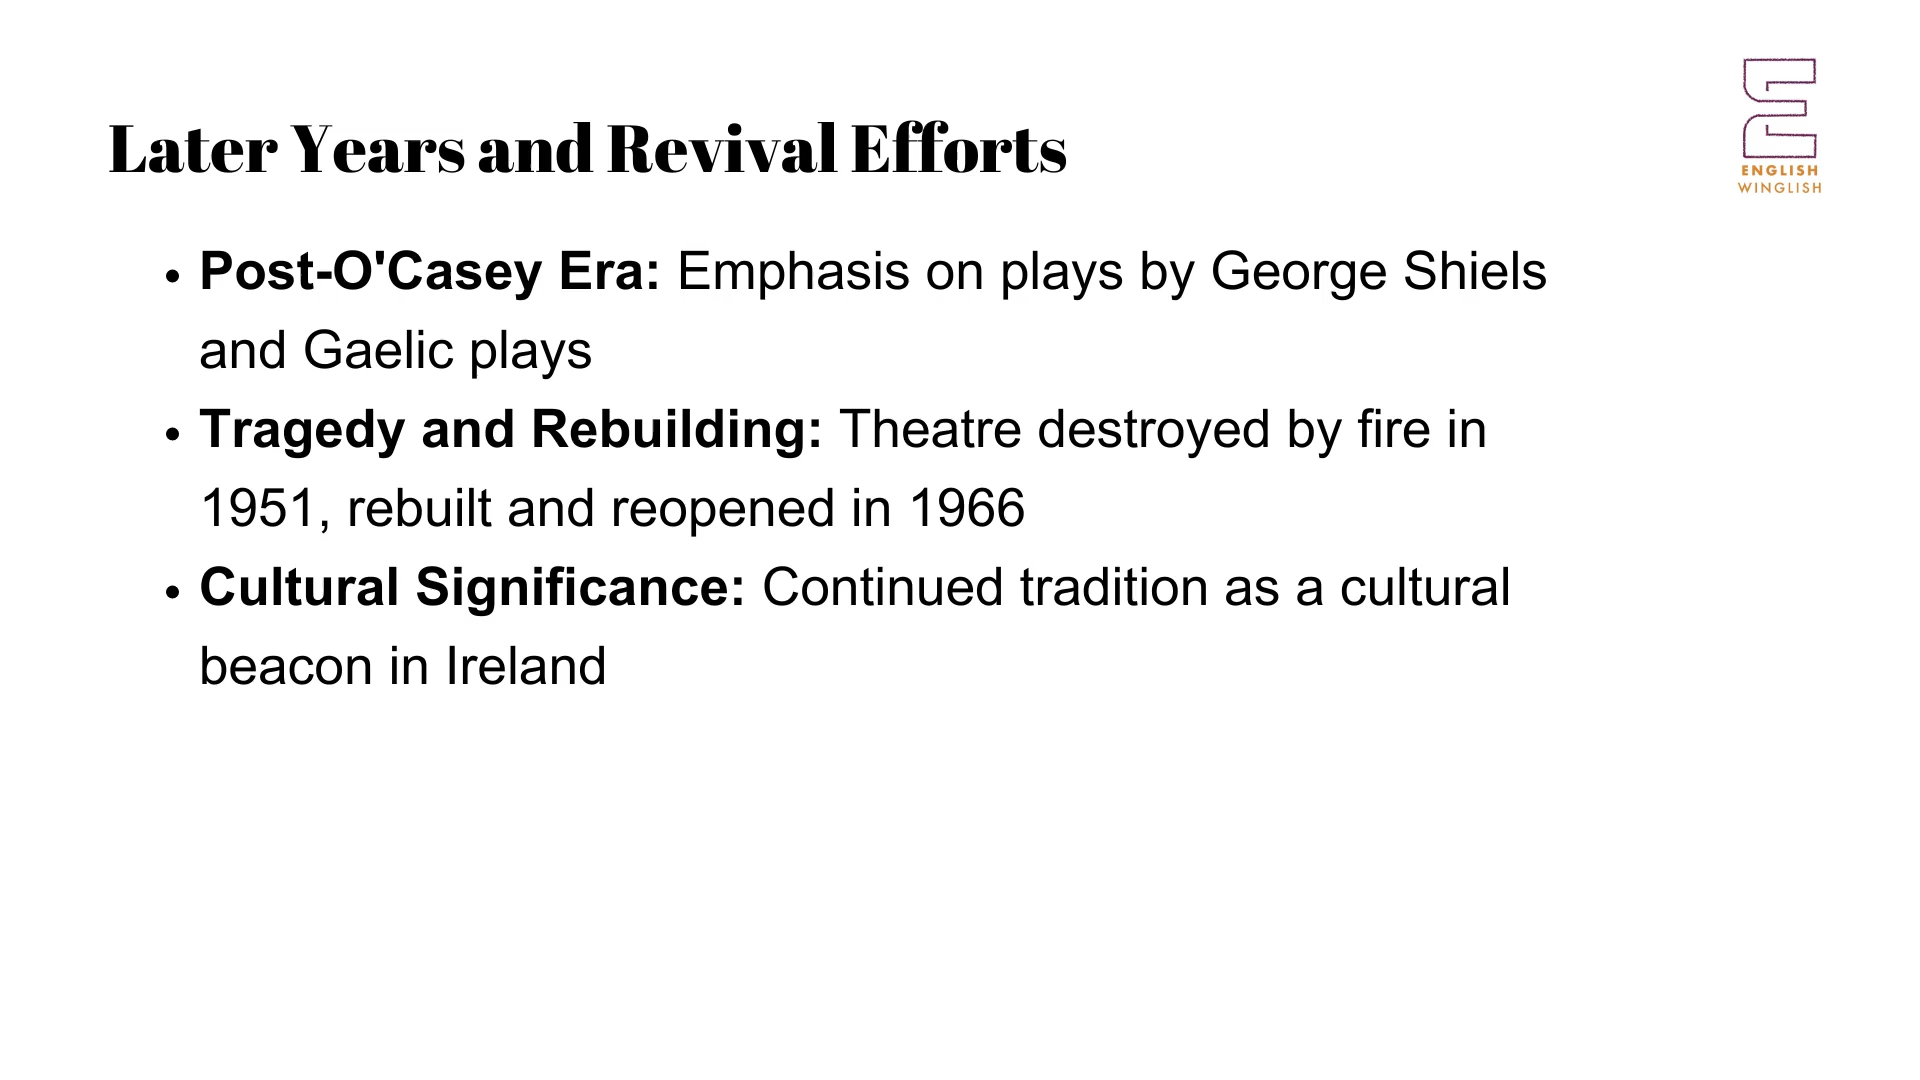 Later Years and Revival Efforts
ENGLISH
WINGLISH
• Post-O'Casey Era: Emphasis on plays by George Shiels
and Gaelic plays
• Tragedy and Rebuilding: Theatre destroyed by fire in
1951, rebuilt and reopened in 1966
• Cultural Significance: Continued tradition as a cultural
beacon in Ireland